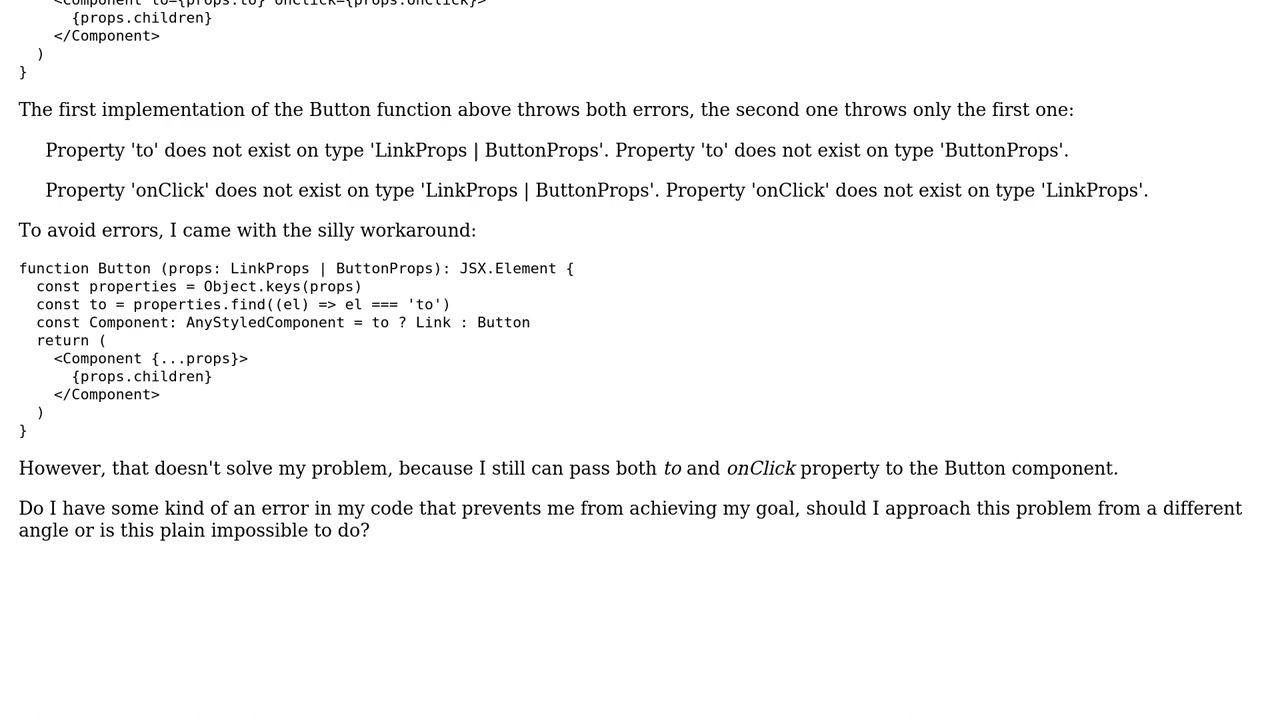 <Component to={props.to} onClick={props.onClick}>
{props.children}
</Component>
)
}
The first implementation of the Button function above throws both errors, the second one throws only the first one:
Property 'to' does not exist on type 'LinkProps | ButtonProps'. Property 'to' does not exist on type 'ButtonProps'.
Property 'onClick' does not exist on type 'LinkProps | ButtonProps'. Property 'onClick' does not exist on type 'LinkProps'.
To avoid errors, I came with the silly workaround:
function Button (props: LinkProps | ButtonProps): JSX.Element {
const properties = Object.keys(props)
const to = properties.find((el) => el === 'to')
const Component: AnyStyledComponent = to ? Link : Button
return (
<Component {...props}>
{props.children}
</Component>
)
}
However, that doesn't solve my problem, because I still can pass both to and onClick property to the Button component.
Do I have some kind of an error in my code that prevents me from achieving my goal, should I approach this problem from a different
angle or is this plain impossible to do?